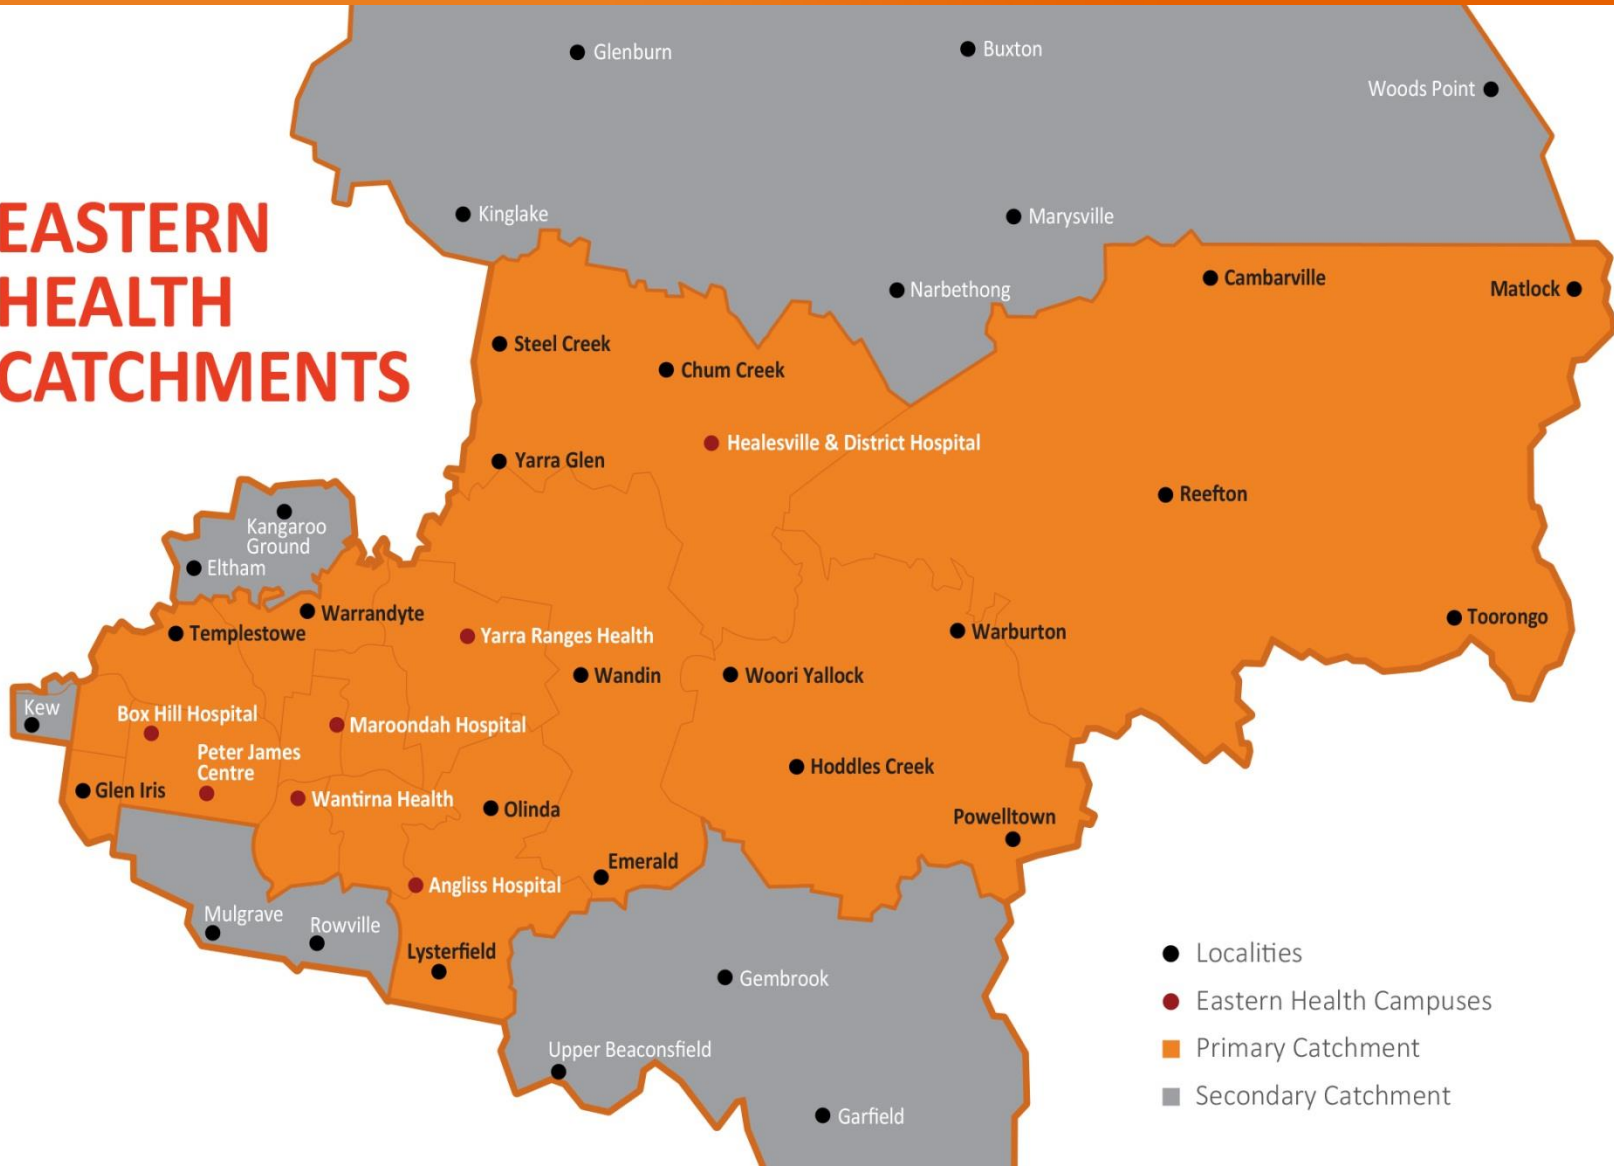 EASTERN
HEALTH
CATCHMENTS
Glenburn
Buxton
Woods Point
Kinglake
Marysville
Narbethong
Cambarville
Matlock
Steel Creek
Chum Creek
Healesville & District Hospital
Yarra Glen
Reefton
Kangaroo
Ground
Eltham
Warrandyte
Templestowe
Yarra Ranges Health
Warburton
Toorongo
Wandin
Woori Yallock
Kew
Box Hill Hospital
Maroondah Hospital
Peter James
Centre
Hoddles Creek
Glen Iris
Wantirna Health
Olinda
Powelltown
Emerald
Angliss Hospital
Mulgrave
Rowville
Lysterfield
Gembrook
Upper Beaconsfield
Garfield
Localities
Eastern Health Campuses
Primary Catchment
Secondary Catchment